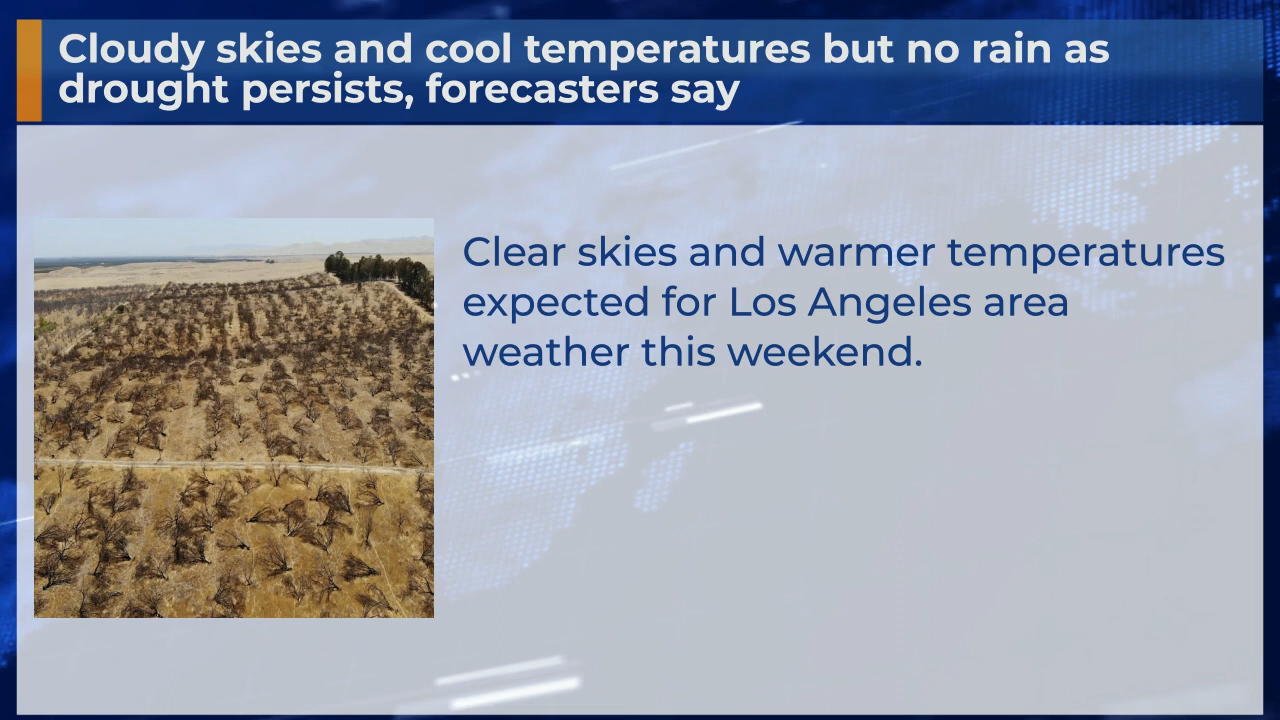 Cloudy skies and cool temperatures but no rain as
drought persists, forecasters say
Clear skies and warmer temperatures
expected for Los Angeles area
weather this weekend.